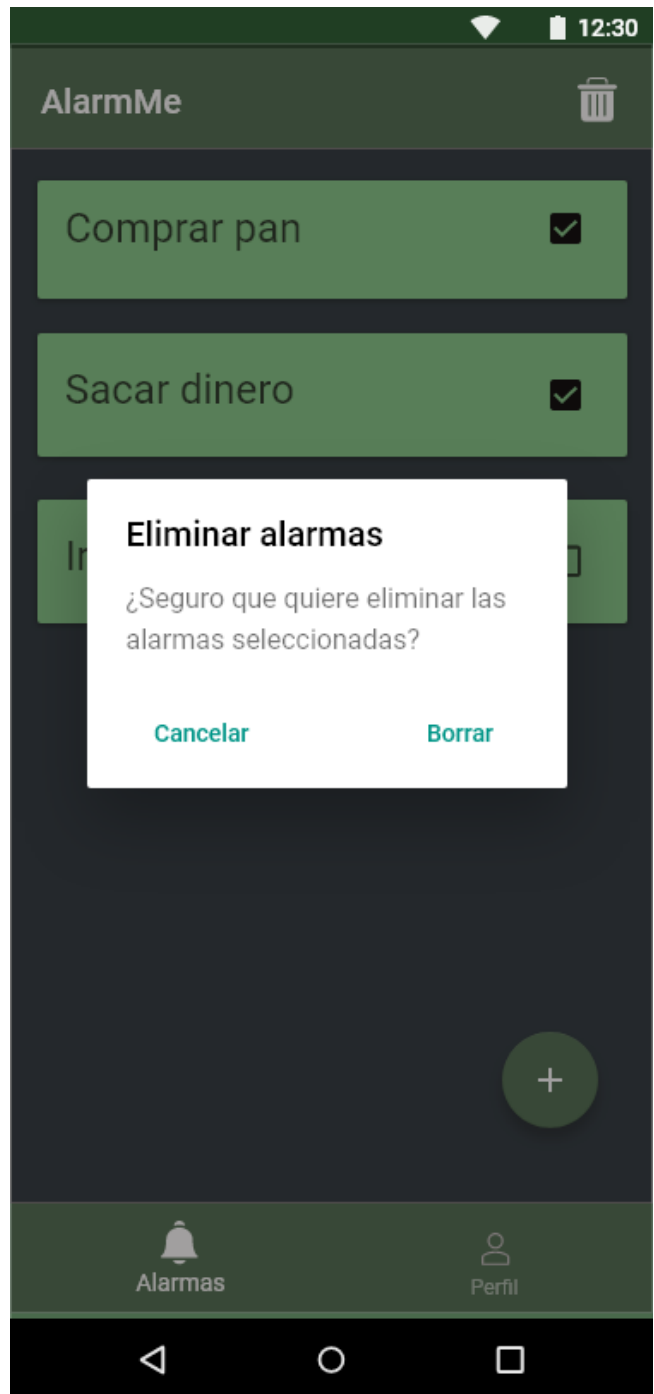 12:30
AlarmMe
Comprar pan
Sacar dinero
Eliminar alarmas
¿Seguro que quiere eliminar las
alarmas seleccionadas?
Cancelar Borrar
+
Alarmas Perfil